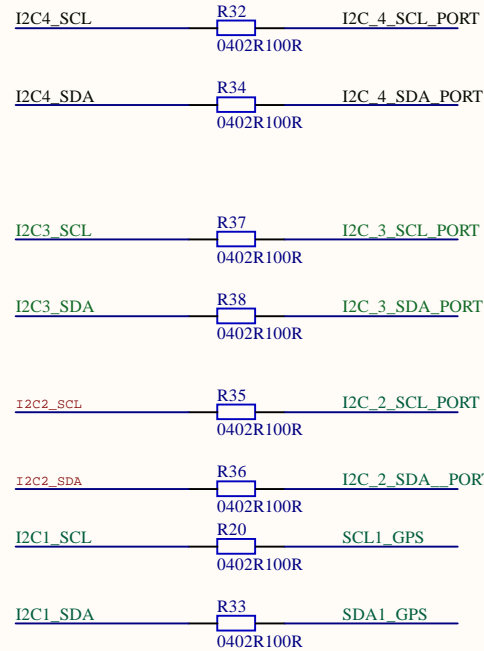 I2C4_SCL R32 I2C_4_SCL_PORT
0402R100R
I2C4_SDA R34 I2C_4_SDA_PORT
0402R100R
I2C3_SCL R37 I2C_3_SCL_PORT
0402R100R
I2C3_SDA R38 I2C_3_SDA_PORT
0402R100R
I2C2_SCL R35 I2C_2_SCL_PORT
0402R100R
I2C2_SDA R36 I2C_2_SDA__PORT
0402R100R
I2C1_SCL R20 SCL1_GPS
0402R100R
I2C1_SDA R33 SDA1_GPS
0402R100R